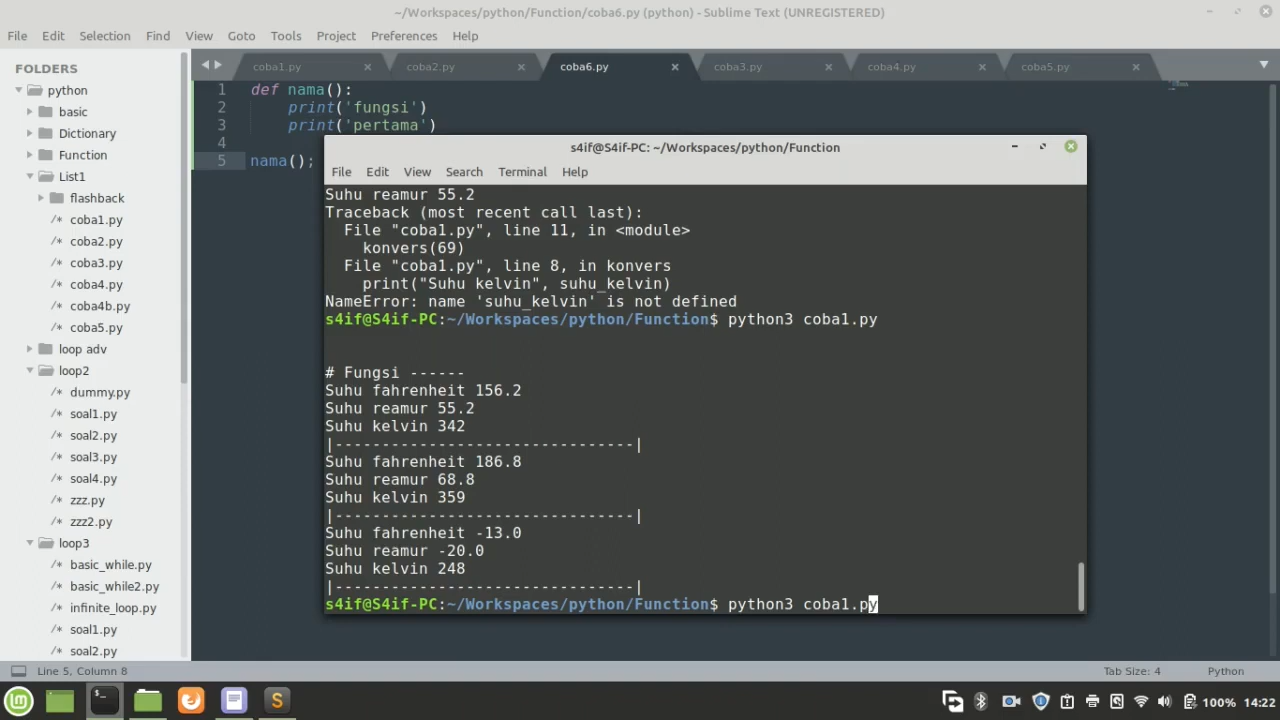 ~/Workspaces/python/Function/coba6.py (python) - Sublime Text (UNREGISTERED)
File Edit Selection Find View Goto Tools Project Preferences Help
FOLDERS
python
basic
Dictionary
Function
List1
flashback
/* coba1.py
/* coba2.py
/* coba3.py
/* coba4.py
/* coba4b.py
/* coba5.py
loop adv
loop2
/* dummy.py
/* soal1.py
/* soal2.py
/* soal3.py
/* soal4.py
/* zzz.py
/* zzz2.py
loop3
/* basic_while.py
/* basic_while2.py
/* infinite_loop.py
/* soal1.py
/* soal2.py
coba1.py coba2.py coba6.py coba3.py coba4.py coba5.py
1 def nama():
2 print('fungsi')
3 print('pertama')
4
5 nama();
s4if@S4if-PC: ~/Workspaces/python/Function
File Edit View Search Terminal Help
Suhu reamur 55.2
Traceback (most recent call last):
File "coba1.py", line 11, in <module>
konvers(69)
File "coba1.py", line 8, in konvers
print("Suhu kelvin", suhu_kelvin)
NameError: name 'suhu_kelvin' is not defined
s4if@S4if-PC:~/Workspaces/python/Function$ python3 coba1.py
# Fungsi ------
Suhu fahrenheit 156.2
Suhu reamur 55.2
Suhu kelvin 342
|--------------------------------|
Suhu fahrenheit 186.8
Suhu reamur 68.8
Suhu kelvin 359
|--------------------------------|
Suhu fahrenheit -13.0
Suhu reamur -20.0
Suhu kelvin 248
|--------------------------------|
s4if@S4if-PC:~/Workspaces/python/Function$ python3 coba1.py
Line 5, Column 8
Tab Size: 4 Python
100% 14:22